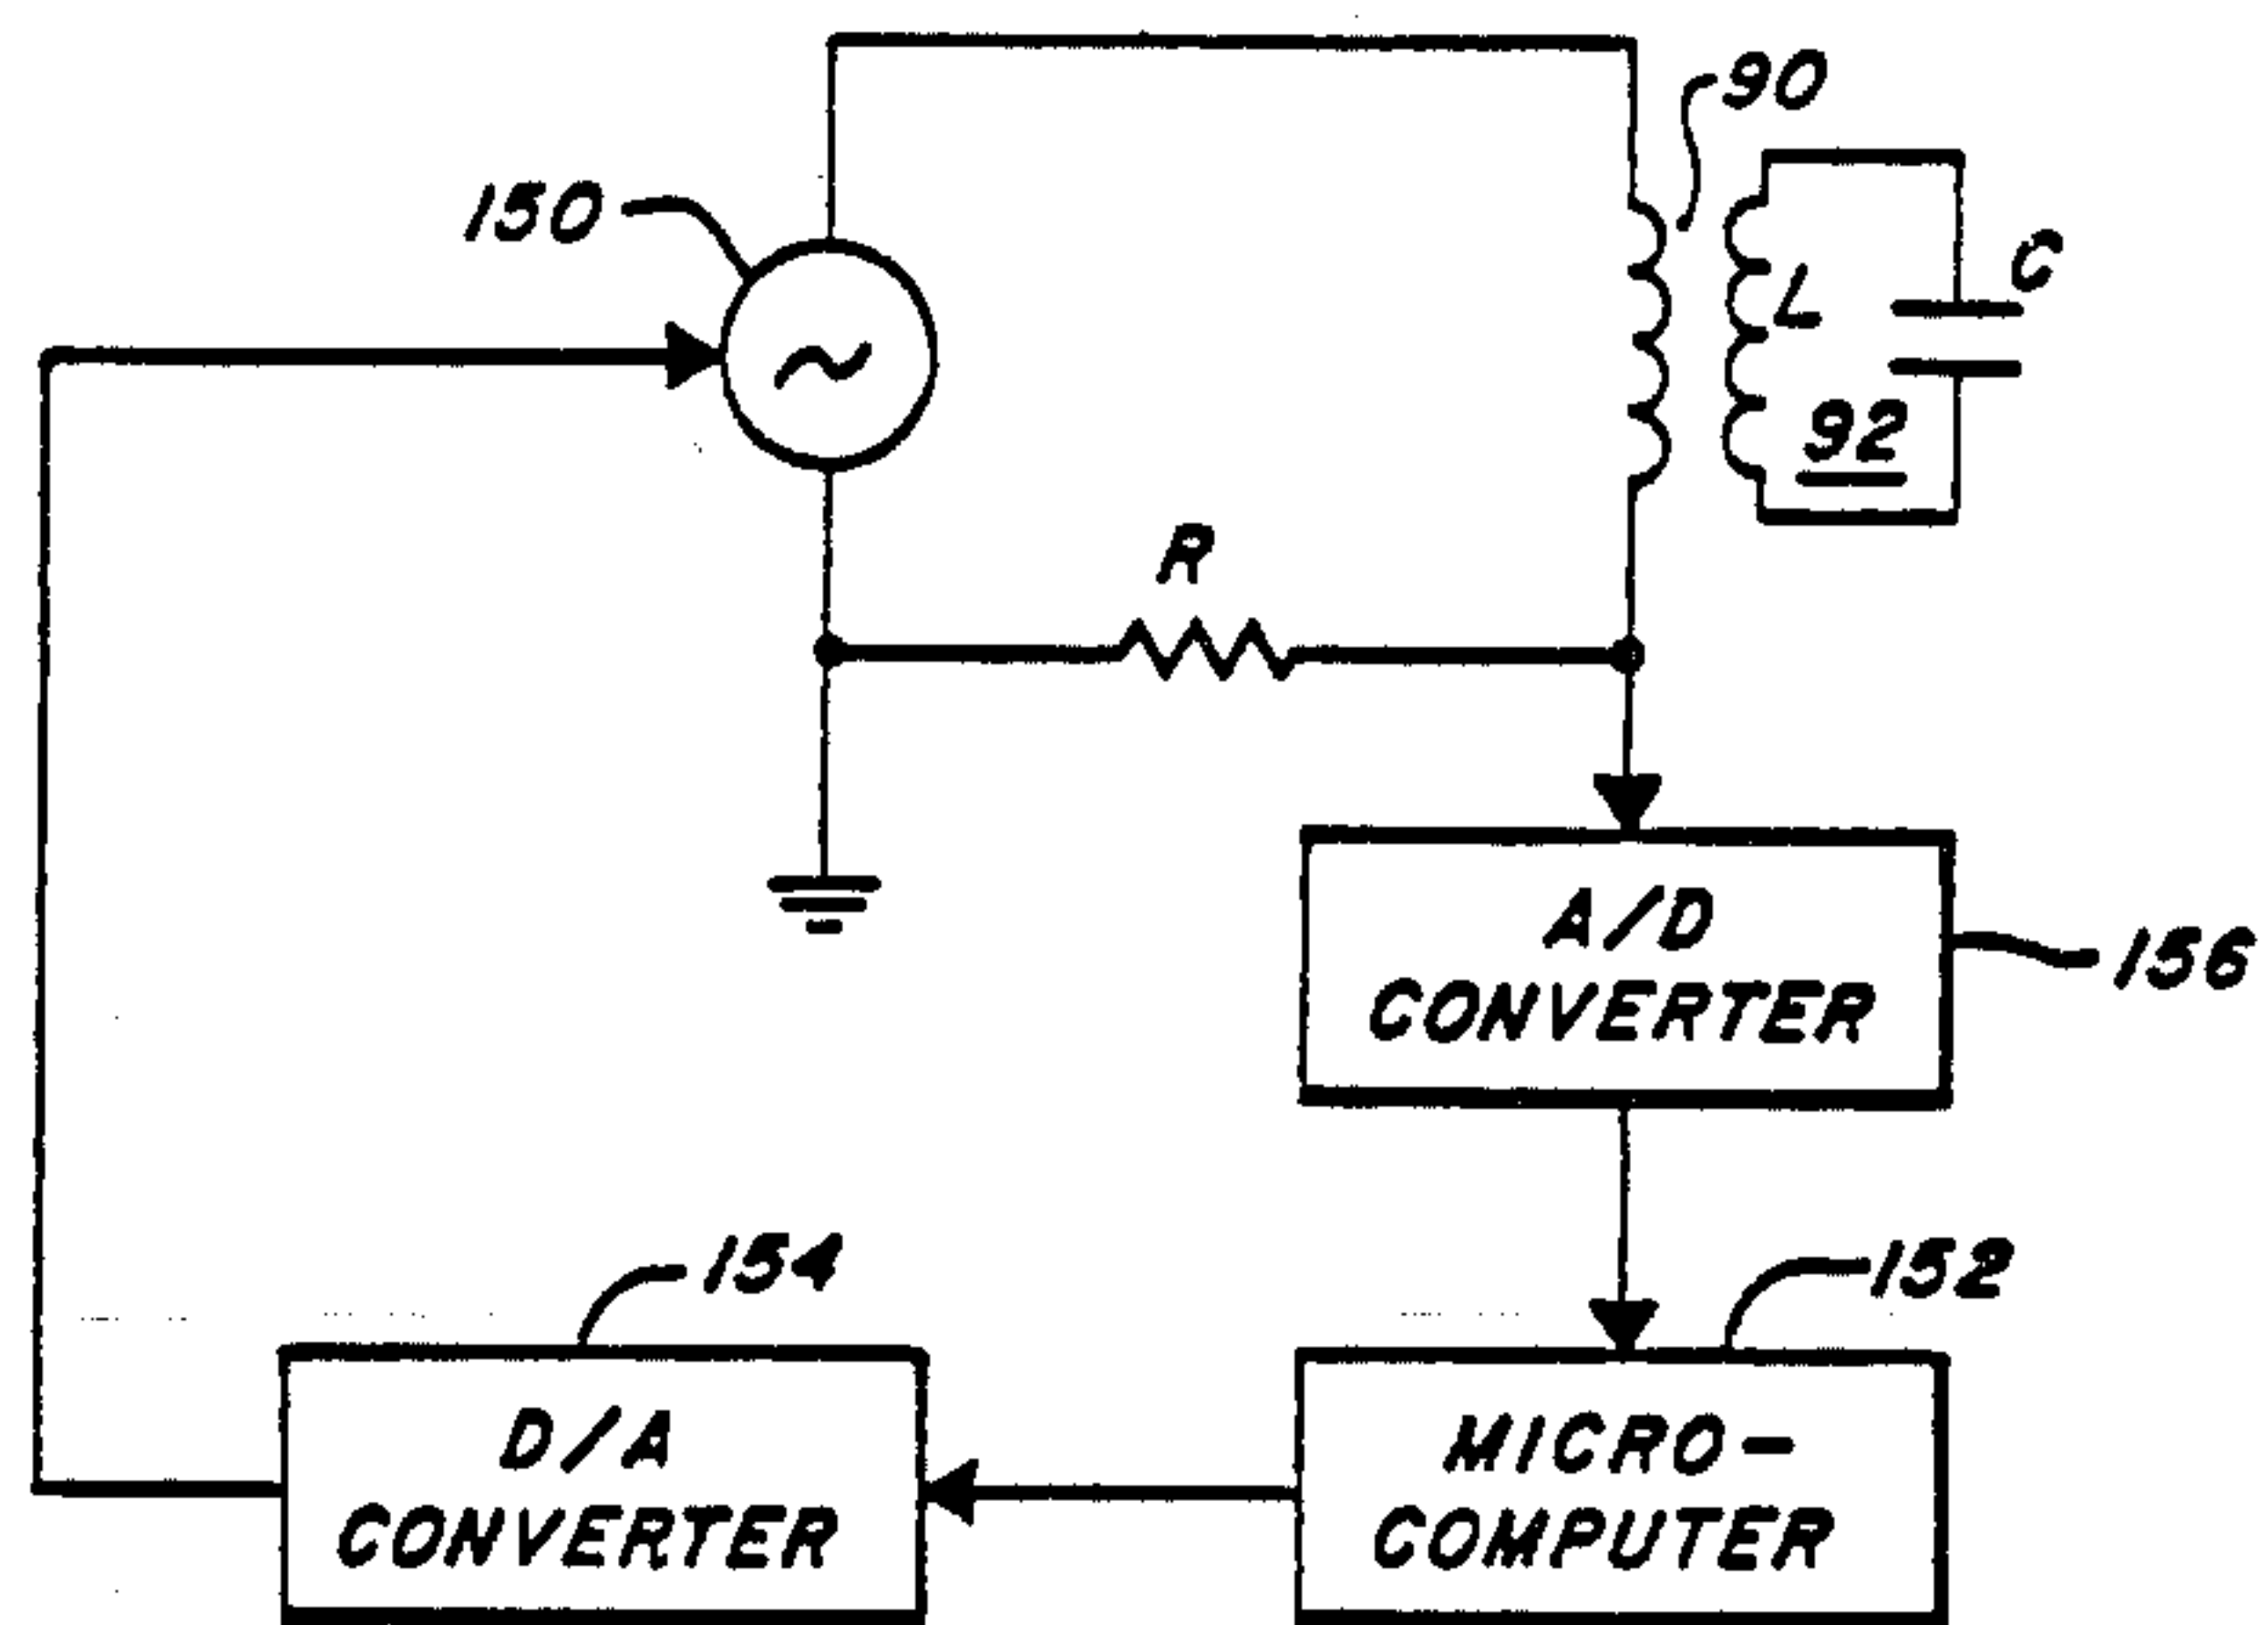 90
150
C
L
92
R
A/D
CONVERTER
156
154
152
D/A
CONVERTER
MICRO-
COMPUTER